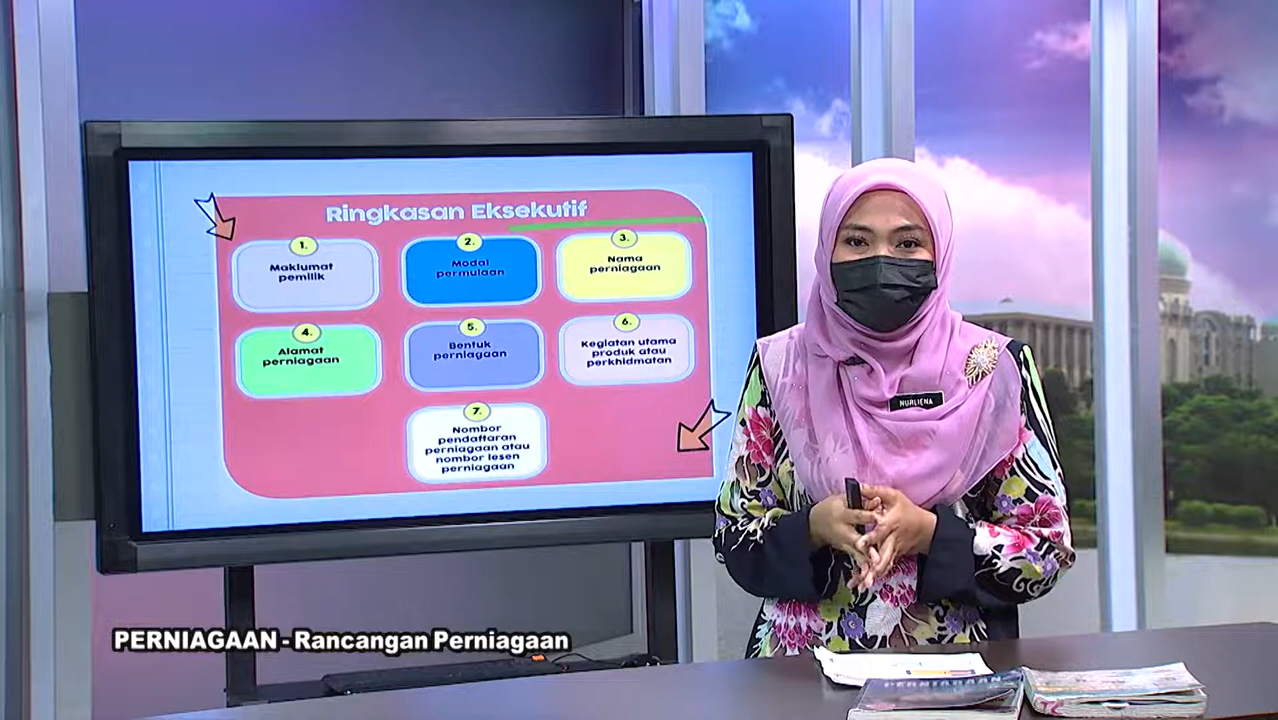 Ringkasan Eksekutif
1.
Maklumat
pemilik
2.
Modal
permulaan
3.
Nama
perniagaan
4.
Alamat
perniagaan
5.
Bentuk
perniagaan
6.
Kegiatan utama
produk atau
perkhidmatan
7.
Nombor
pendaftaran
perniagaan atau
nombor lesen
perniagaan
NURLIENA
PERNIAGAAN - Rancangan Perniagaan
PERNIAGAAN